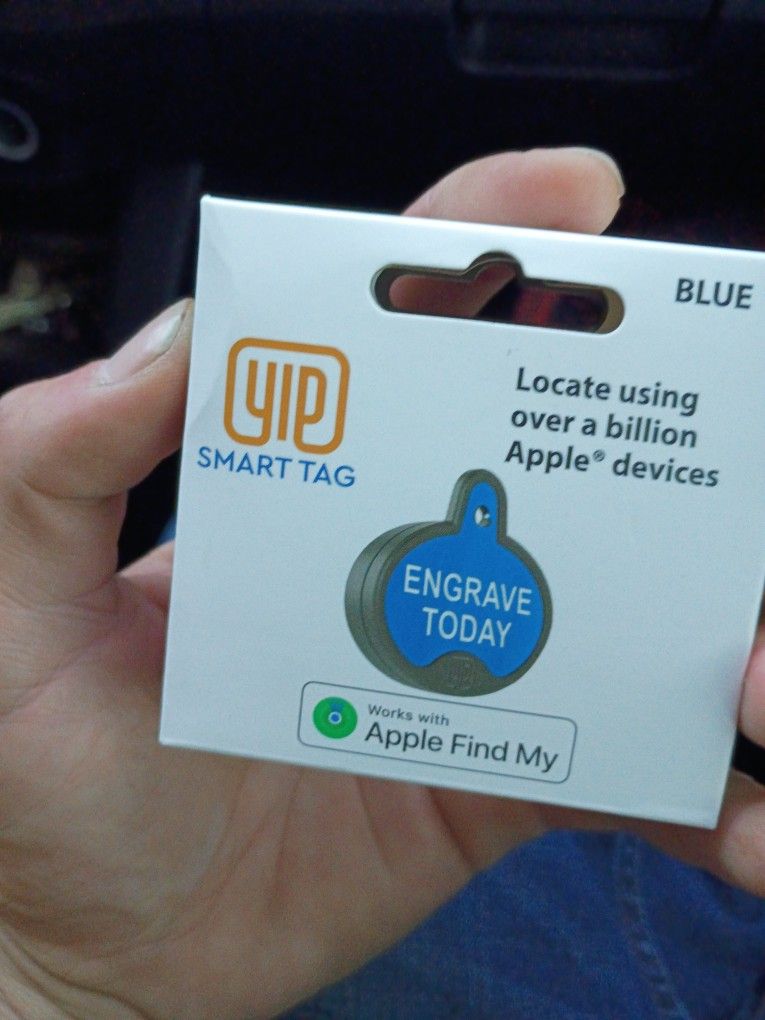 BLUE
yip
SMART TAG
Locate using
over a billion
Apple® devices
ENGRAVE
TODAY
Works with
Apple Find My